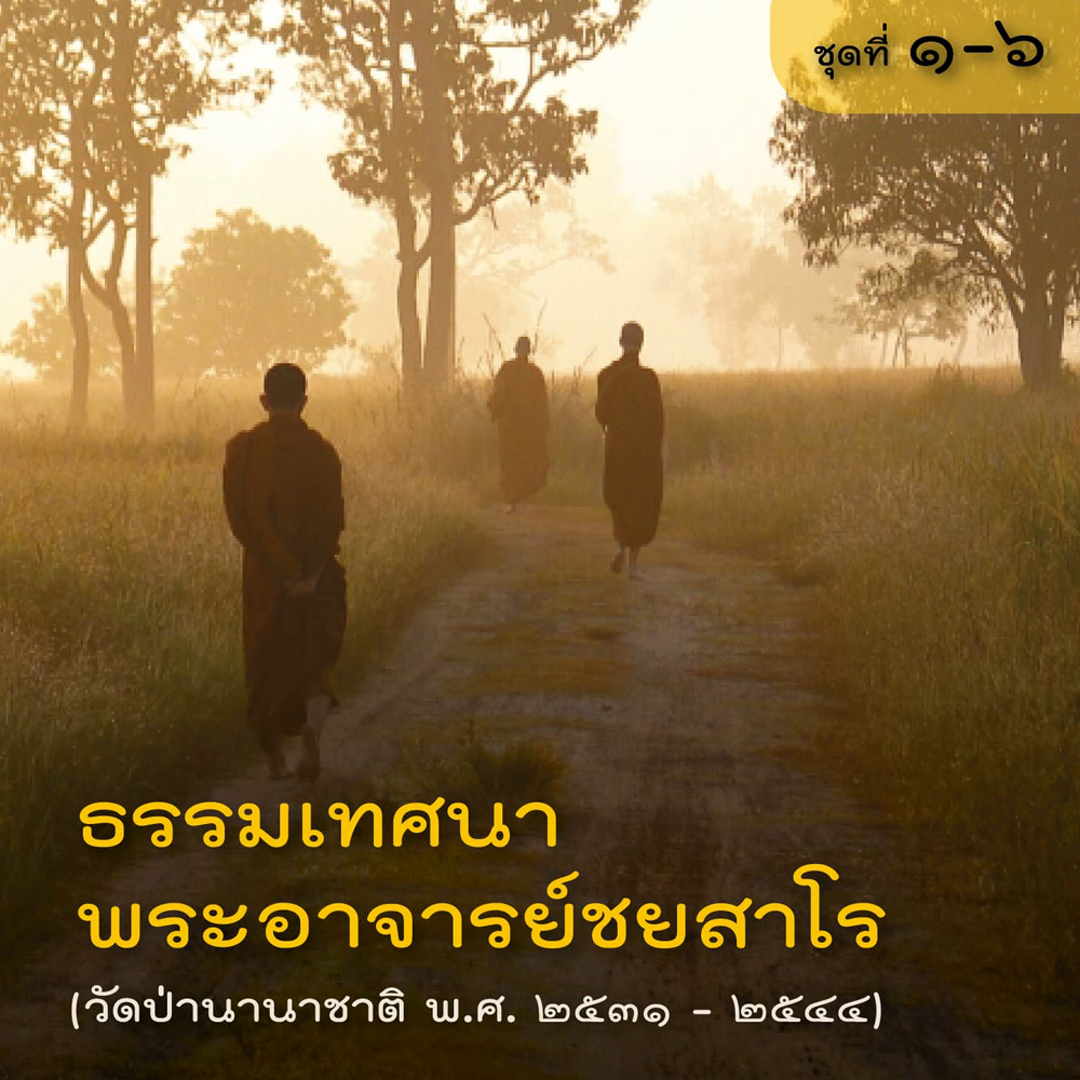 ชุดที่ ๑-๖
ธรรมเทศนา
พระอาจารย์ชยสาโร
(วัดป่านานาชาติ พ.ศ. ๒๕๓๑ - ๒๕๔๔)